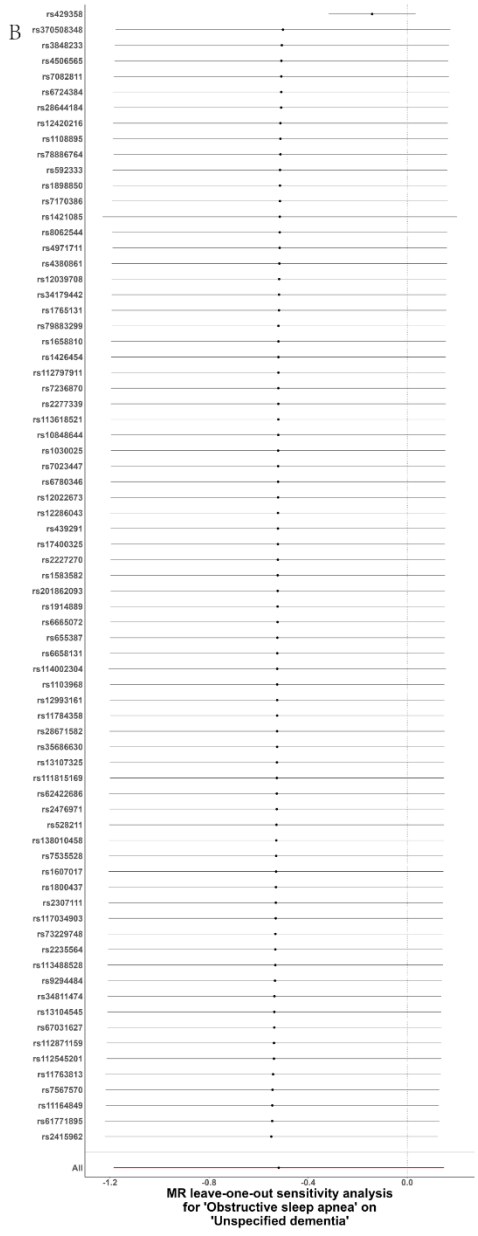 B
rs429358
rs370508348
rs3848233
rs4506565
rs7082811
rs6724384
rs28644184
rs12420216
rs1108895
rs78886764
rs592333
rs1898850
rs7170386
rs1421085
rs8062544
rs4971711
rs4380861
rs12039708
rs34179442
rs1765131
rs79883299
rs1658810
rs1426454
rs112797911
rs7236870
rs2277339
rs113618521
rs10848644
rs1030025
rs7023447
rs6780346
rs12022673
rs12286043
rs439291
rs17400325
rs2227270
rs1583582
rs201862093
rs1914889
rs6665072
rs655387
rs6658131
rs114002304
rs1103968
rs12993161
rs11784358
rs28671582
rs35686630
rs13107325
rs111815169
rs62422686
rs2476971
rs528211
rs138010458
rs7535528
rs1607017
rs1800437
rs2307111
rs117034903
rs73229748
rs2235564
rs113488528
rs9294484
rs34811474
rs13104545
rs67031627
rs112871159
rs112545201
rs11763813
rs7567570
rs11164849
rs61771895
rs2415962
All
-1.2 -0.8 -0.4 0.0
MR leave-one-out sensitivity analysis
for 'Obstructive sleep apnea' on
'Unspecified dementia'